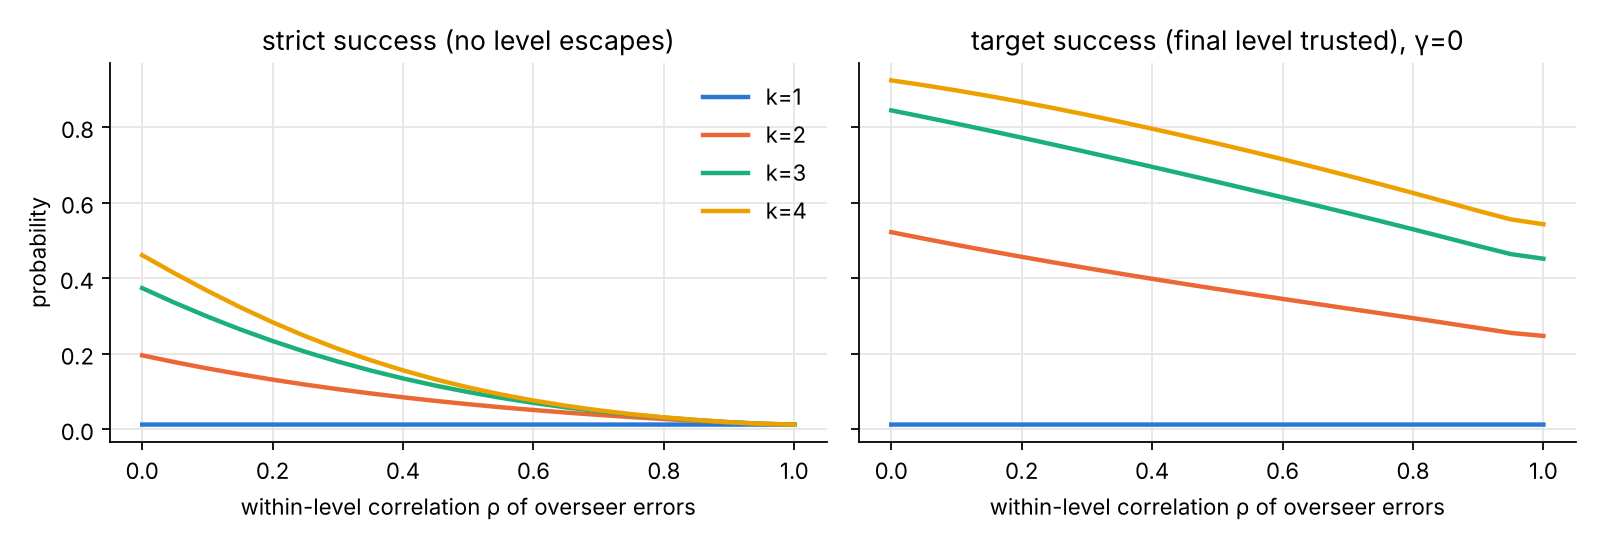 strict success (no level escapes)
probability
0.8
0.6
0.4
0.2
0.0
k=1
k=2
k=3
k=4
0.0 0.2 0.4 0.6 0.8 1.0
within-level correlation ρ of overseer errors
target success (final level trusted), γ=0
0.0 0.2 0.4 0.6 0.8 1.0
within-level correlation ρ of overseer errors